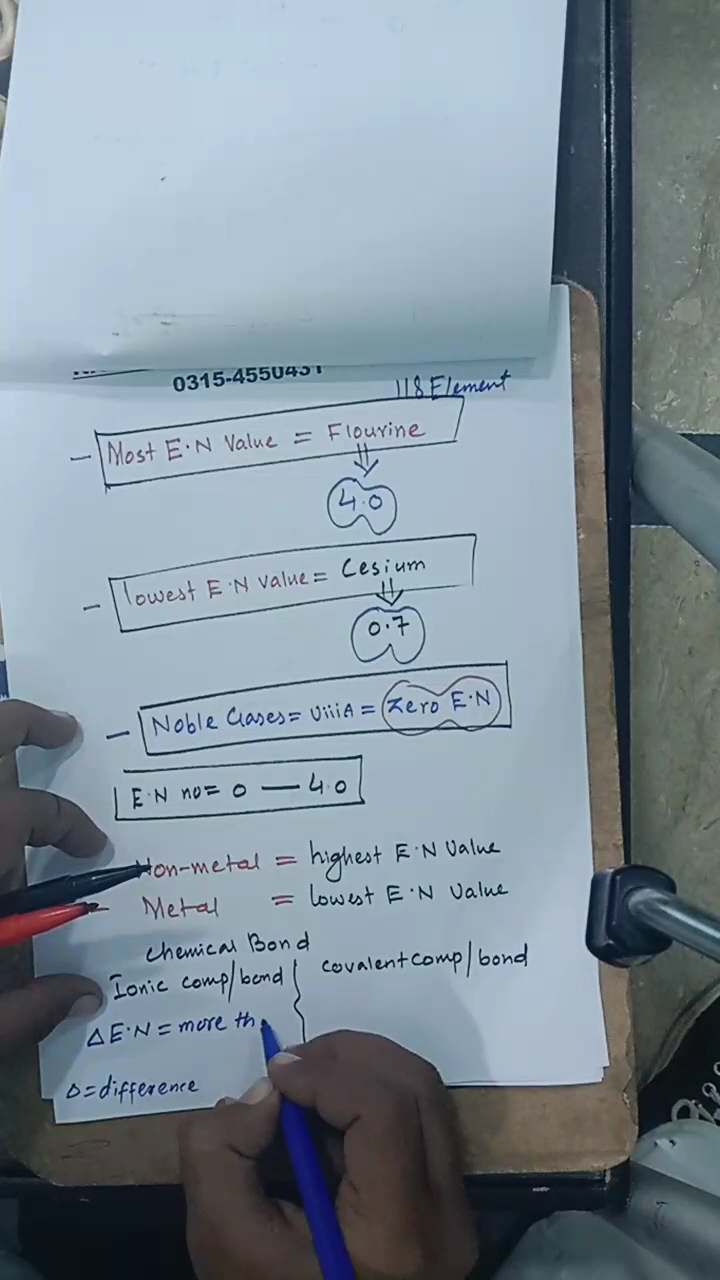 0315-4550431
118 Element
- Most E.N Value = Flourine
4.0
- lowest E.N value = Cesium
0.7
- Noble Gases = viiiA = Zero E.N
E.N no = 0 — 4.0
Non-metal = highest E.N Value
- Metal = lowest E.N Value
chemical Bond
Ionic comp/bond
covalent comp/bond
Δ E.N = more th
Δ = difference